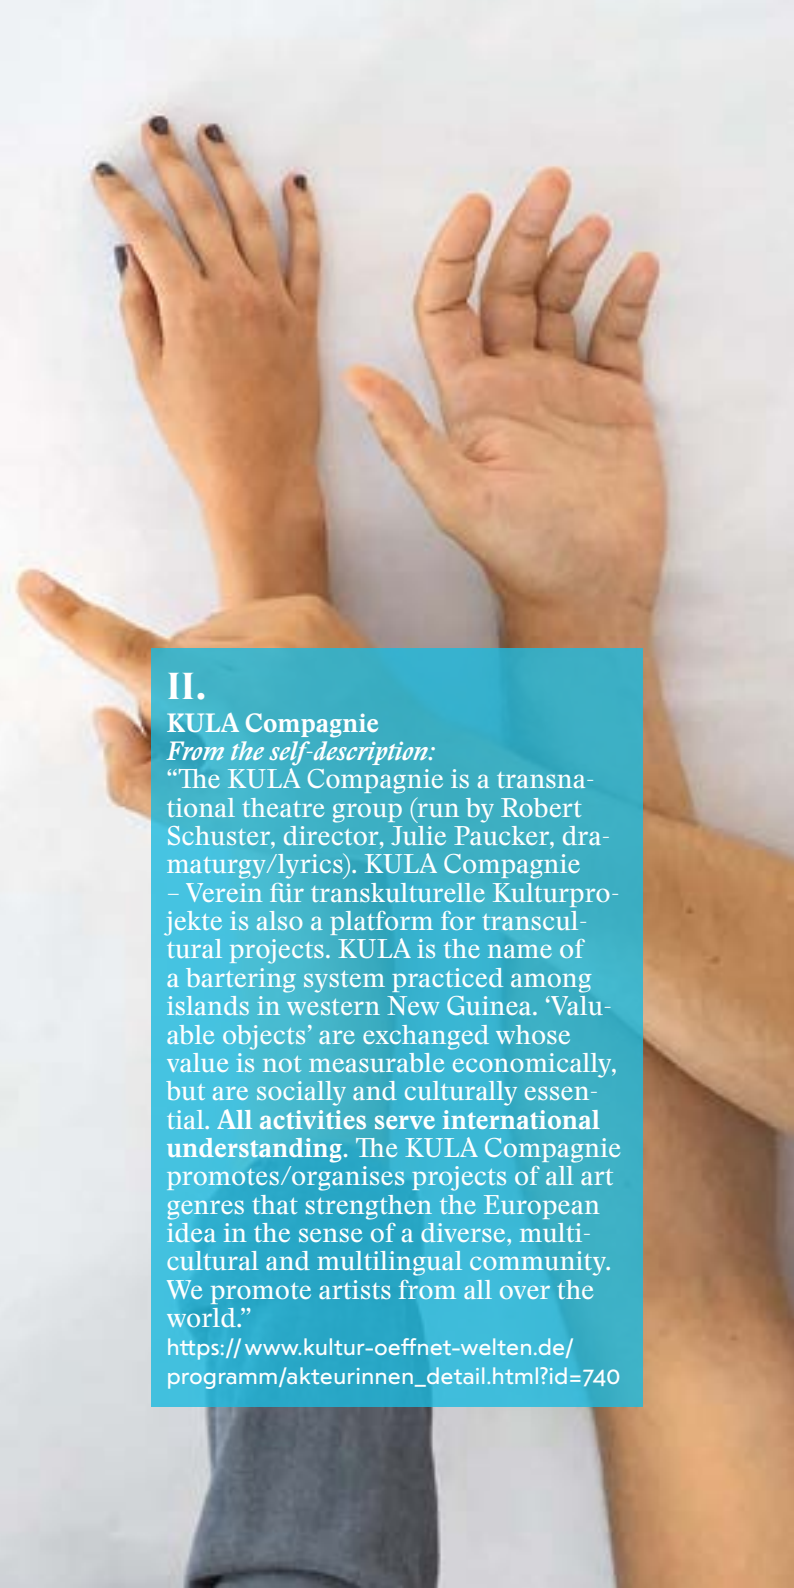 II.
KULA Compagnie
From the self-description:
“The KULA Compagnie is a transna-
tional theatre group (run by Robert
Schuster, director, Julie Paucker, dra-
maturgy/lyrics). KULA Compagnie
– Verein für transkulturelle Kulturpro-
jekte is also a platform for transcul-
tural projects. KULA is the name of
a bartering system practiced among
islands in western New Guinea. ‘Valu-
able objects’ are exchanged whose
value is not measurable economically,
but are socially and culturally essen-
tial. All activities serve international
understanding. The KULA Compagnie
promotes/organises projects of all art
genres that strengthen the European
idea in the sense of a diverse, multi-
cultural and multilingual community.
We promote artists from all over the
world.”
https://www.kultur-oeffnet-welten.de/
programm/akteurinnen_detail.html?id=740